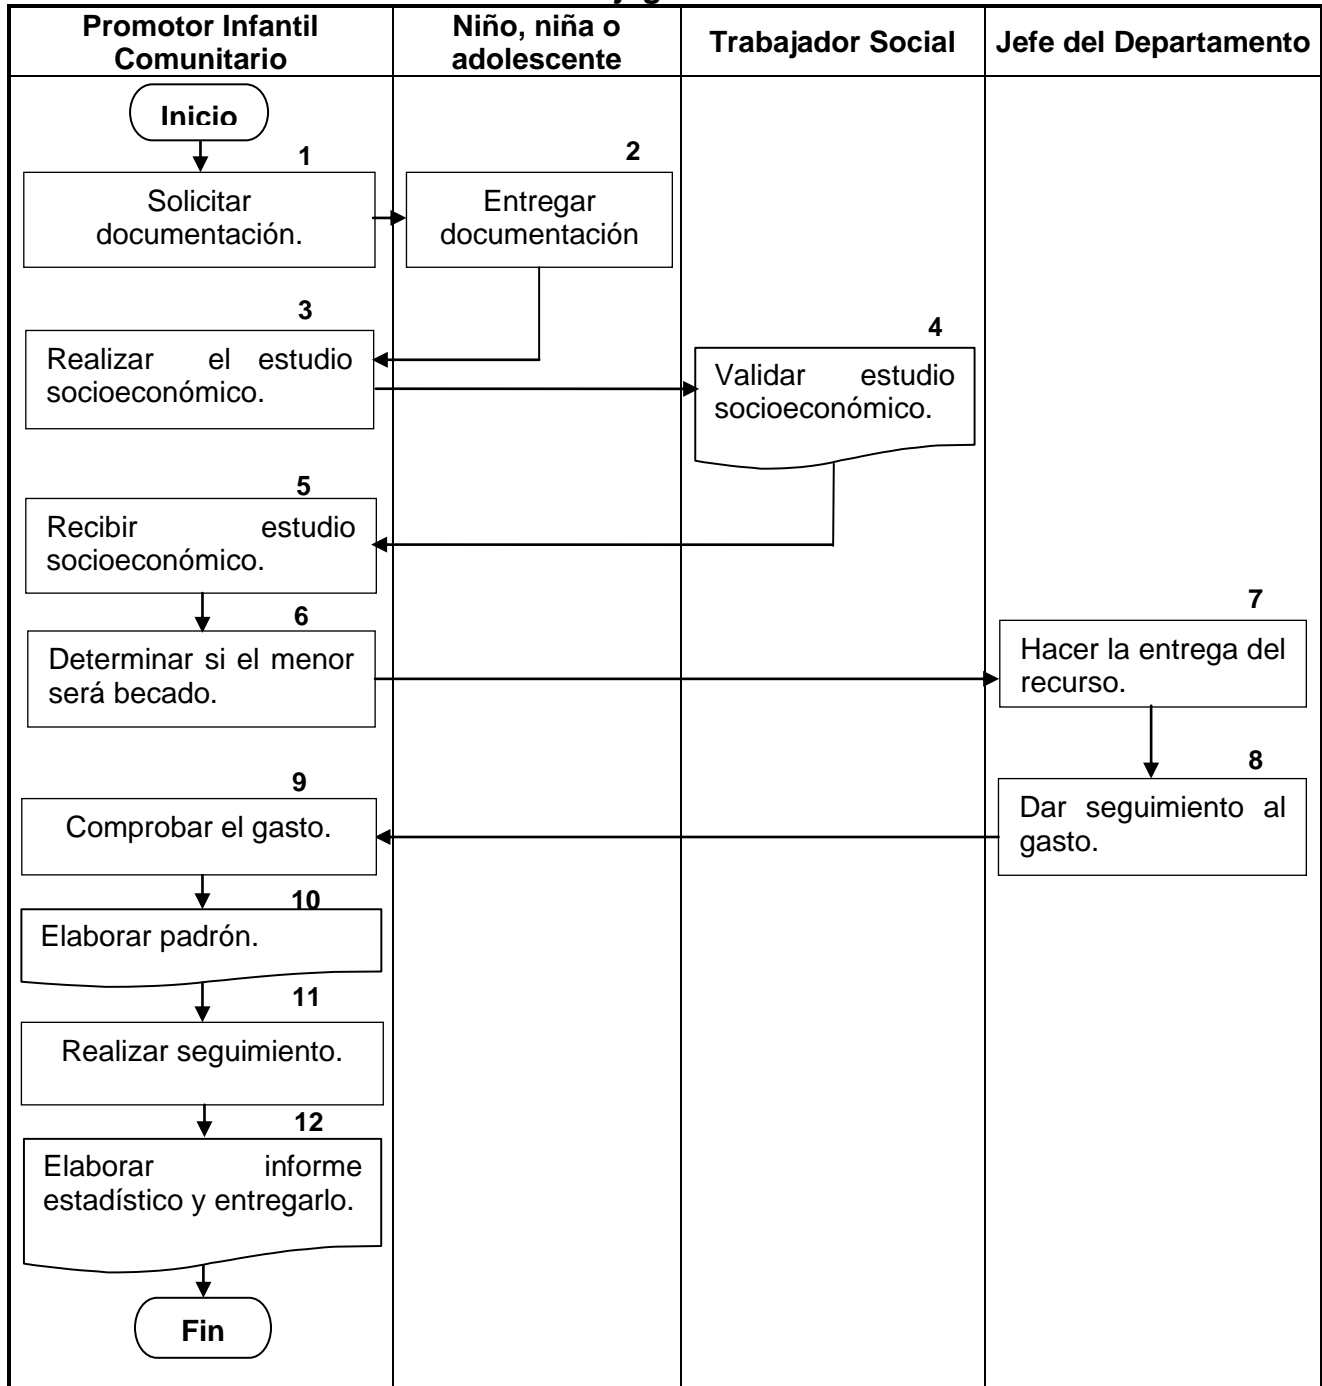 Promotor Infantil
Comunitario
Niño, niña o
adolescente
Trabajador Social
Jefe del Departamento
Inicio
1
Solicitar
documentación.
2
Entregar
documentación
3
Realizar el estudio
socioeconómico.
4
Validar estudio
socioeconómico.
5
Recibir estudio
socioeconómico.
6
Determinar si el menor
será becado.
7
Hacer la entrega del
recurso.
8
Dar seguimiento al
gasto.
9
Comprobar el gasto.
10
Elaborar padrón.
11
Realizar seguimiento.
12
Elaborar informe
estadístico y entregarlo.
Fin